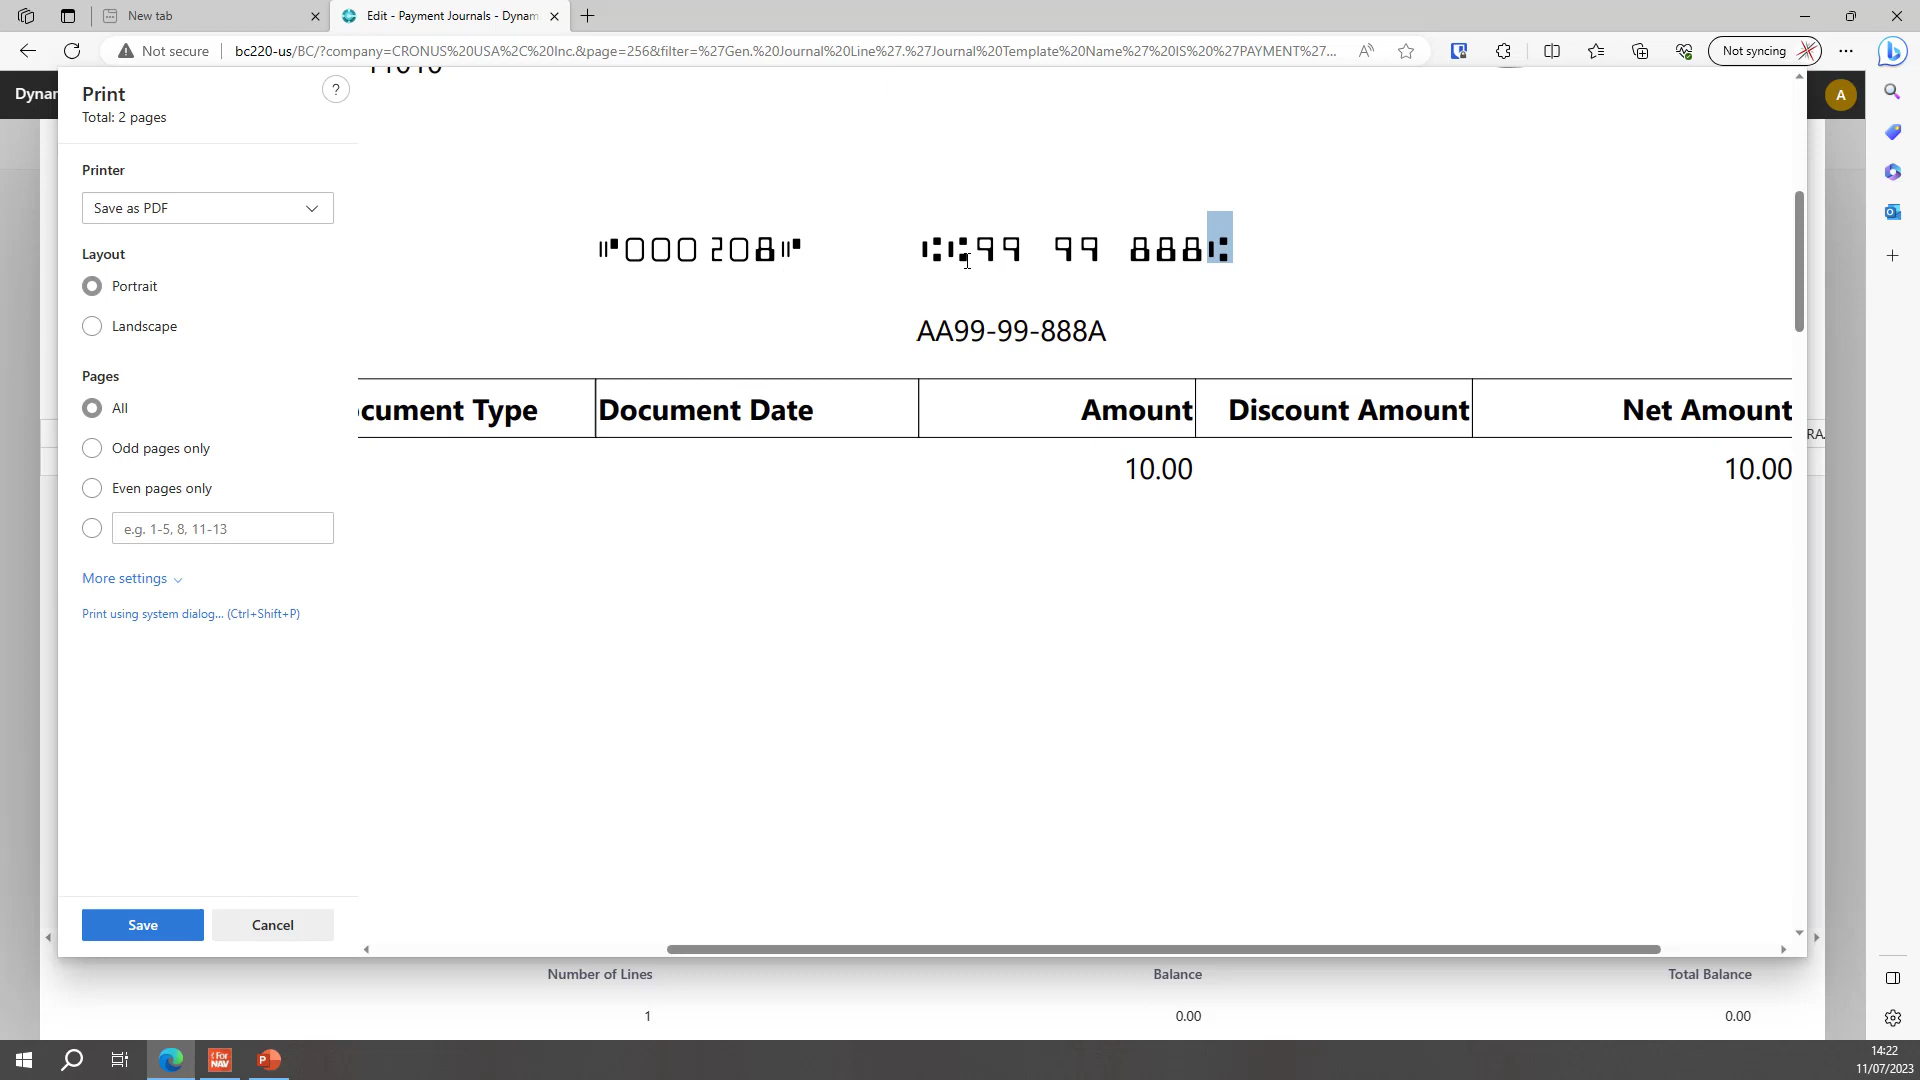 New tab
Edit - Payment Journals - Dynam
Not secure
bc220-us/BC/?company=CRONUS%20USA%2C%20Inc.&page=256&filter=%27Gen.%20Journal%20Line%27.%27Journal%20Template%20Name%27%20IS%20%27PAYMENT%27...
Not syncing
Dynam
A
Print
?
Total: 2 pages
Printer
Save as PDF
Layout
Portrait
Landscape
Pages
All
Odd pages only
Even pages only
e.g. 1-5, 8, 11-13
More settings
Print using system dialog... (Ctrl+Shift+P)
Save
Cancel
⑈000208⑈ ⑆⑆99 99 888⑆
AA99-99-888A
cument Type
Document Date
Amount
Discount Amount
Net Amount
10.00
10.00
RA
Number of Lines
Balance
Total Balance
1
0.00
0.00
For NAV
P
14:22
11/07/2023